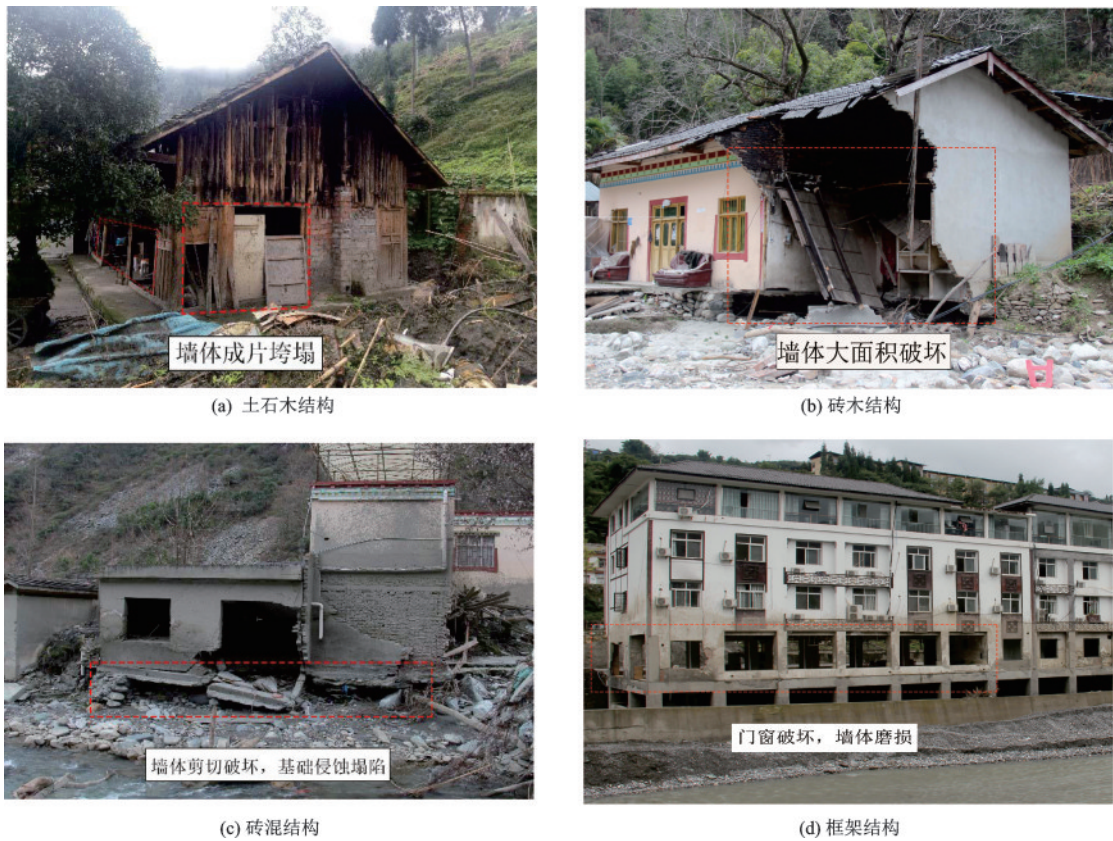 墙体成片垮塌
墙体大面积破坏
(a) 土石木结构
(b) 砖木结构
墙体剪切破坏，基础侵蚀塌陷
门窗破坏，墙体磨损
(c) 砖混结构
(d) 框架结构